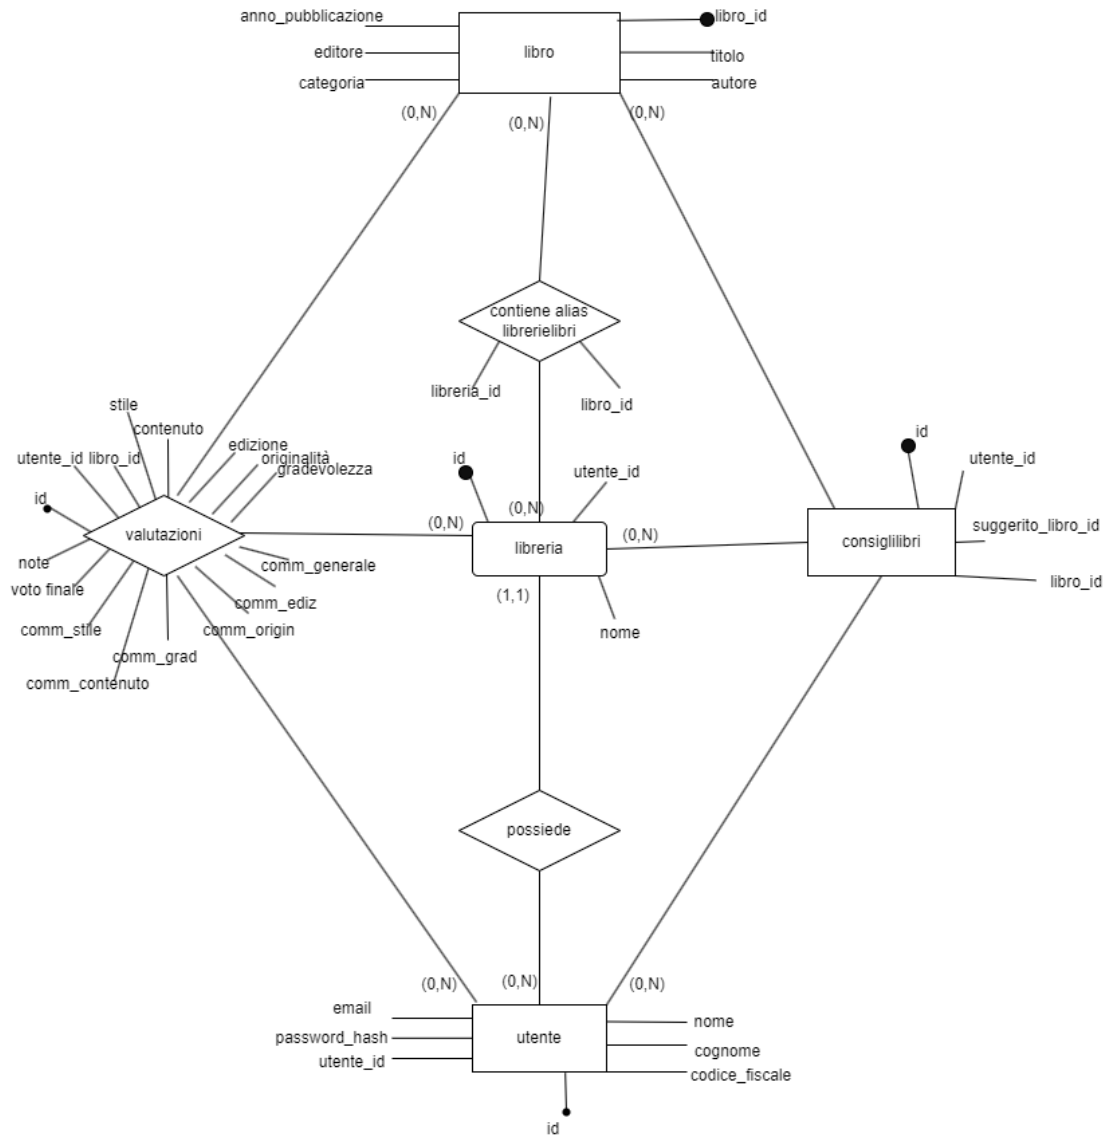 anno_pubblicazione
libro_id
editore
libro
titolo
categoria
autore
(0,N)
(0,N)
(0,N)
contiene alias
librerielibri
libreria_id
libro_id
stile
contenuto
edizione
originalità
gradevolezza
utente_id
libro_id
id
valutazioni
note
voto finale
comm_stile
comm_contenuto
comm_grad
comm_origin
comm_ediz
comm_generale
(0,N)
id
utente_id
(0,N)
libreria
(0,N)
(1,1)
nome
id
utente_id
suggerito_libro_id
consiglilibri
libro_id
possiede
(0,N)
(0,N)
(0,N)
email
password_hash
utente_id
utente
nome
cognome
codice_fiscale
id